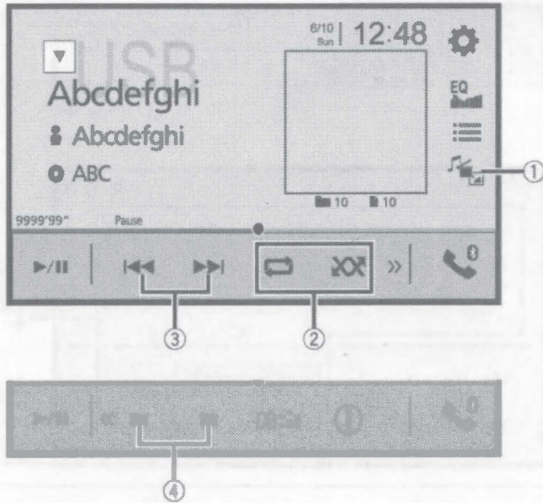 USB
6/10
Sun
12:48
Abcdefghi
EQ
Abcdefghi
ABC
10
10
9999'99"
Pause
①
③
②
④